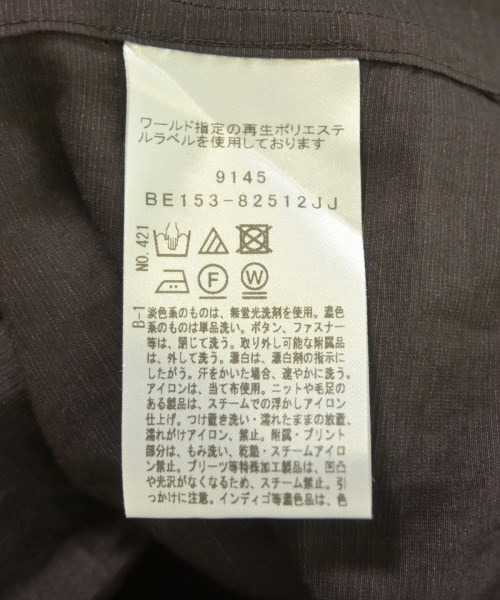 ワールド指定の再生ポリエステ
ルラベルを使用しております
9145
BE153-82512JJ
NO.421
F W
B-1
淡色系のものは、無蛍光洗剤を使用。濃色
系のものは単品洗い。ボタン、ファスナー
等は、閉じて洗う。取り外し可能な附属品
は、外して洗う。漂白は、漂白剤の指示に
したがう。汗をかいた場合、速やかに洗う。
アイロンは、当て布使用。ニットや毛足の
ある製品は、スチームでの浮かしアイロン
仕上げ。つけ置き洗い・濡れたままの放置、
濡れがけアイロン、禁止。附属・プリント
部分は、もみ洗い、乾燥・スチームアイロ
ン禁止。プリーツ等特殊加工製品は、凹凸
や光沢がなくなるため、スチーム禁止。引
っかけに注意。インディゴ等濃色品は、色